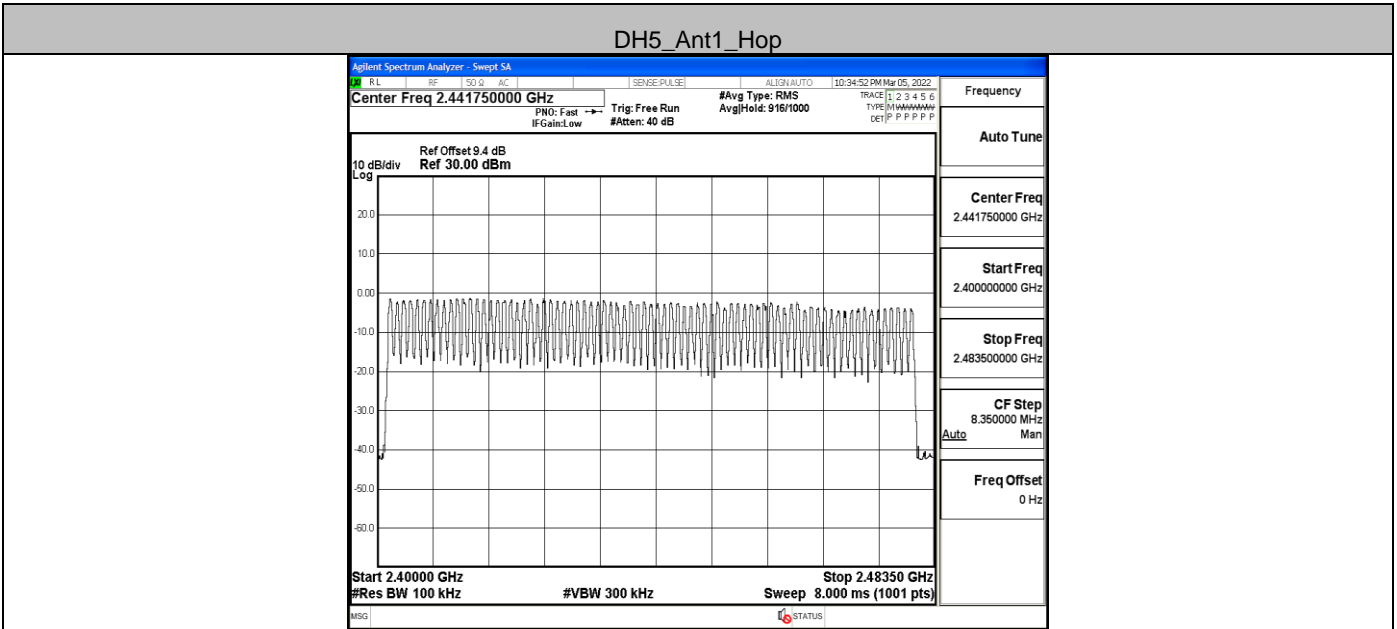 DH5_Ant1_Hop
Agilent Spectrum Analyzer - Swept SA
RL RF 50 Ω AC SENSE:PULSE ALIGN AUTO 10:34:52 PM Mar 05, 2022
Center Freq 2.441750000 GHz
PNO: Fast
IFGain:Low
Trig: Free Run
#Atten: 40 dB
#Avg Type: RMS
Avg|Hold: 916/1000
TRACE 1 2 3 4 5 6
TYPE M WWWWW
DET P P P P P P
Ref Offset 9.4 dB
10 dB/div Ref 30.00 dBm
Log
20.0
10.0
0.00
-10.0
-20.0
-30.0
-40.0
-50.0
-60.0
Start 2.40000 GHz Stop 2.48350 GHz
#Res BW 100 kHz #VBW 300 kHz Sweep 8.000 ms (1001 pts)
MSG STATUS
Frequency
Auto Tune
Center Freq
2.441750000 GHz
Start Freq
2.400000000 GHz
Stop Freq
2.483500000 GHz
CF Step
8.350000 MHz
Auto Man
Freq Offset
0 Hz